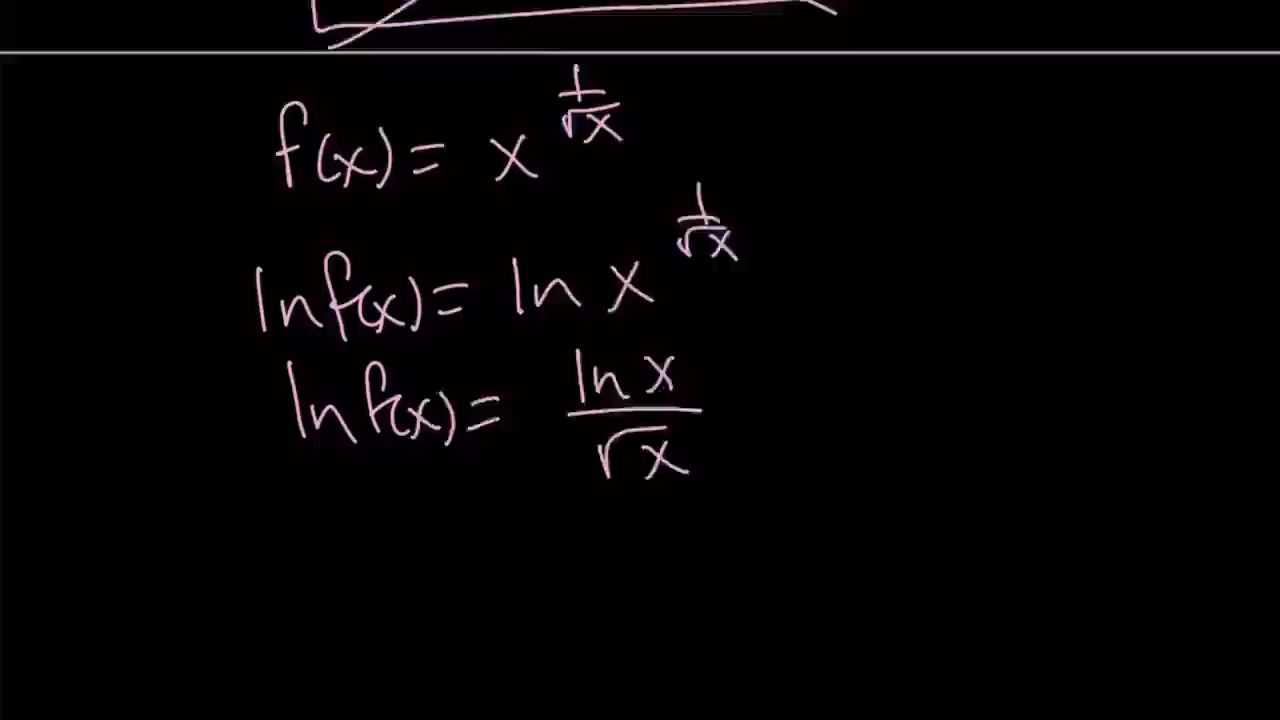 f(x) = x^(1/√x)
ln f(x) = ln x^(1/√x)
ln f(x) = (ln x)/(√x)